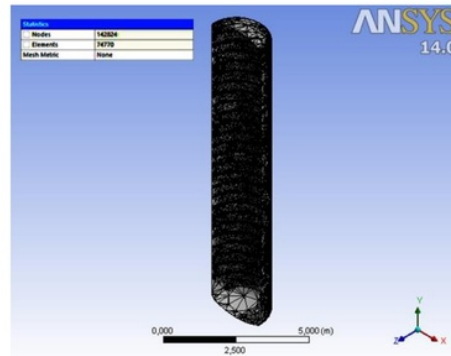 Statistics
Nodes 142824
Elements 74770
Mesh Metric None
ANSYS
14.0
0,000 5,000 (m)
2,500
Y
Z X